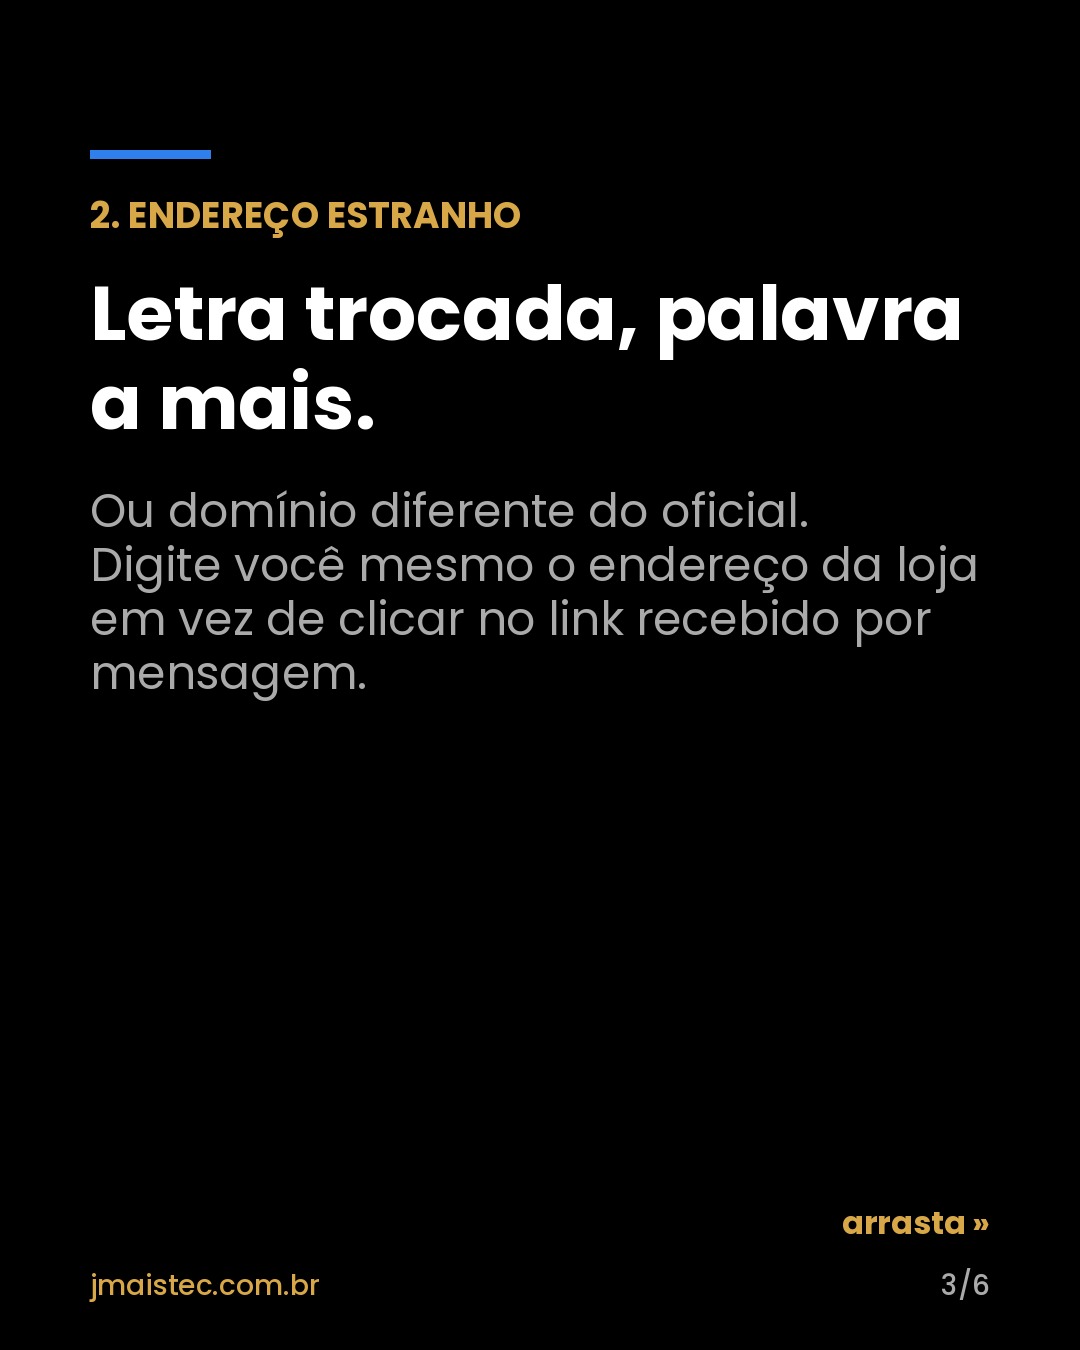 2. ENDEREÇO ESTRANHO
Letra trocada, palavra
a mais.
Ou domínio diferente do oficial.
Digite você mesmo o endereço da loja
em vez de clicar no link recebido por
mensagem.
arrasta »
jmaistec.com.br
3/6